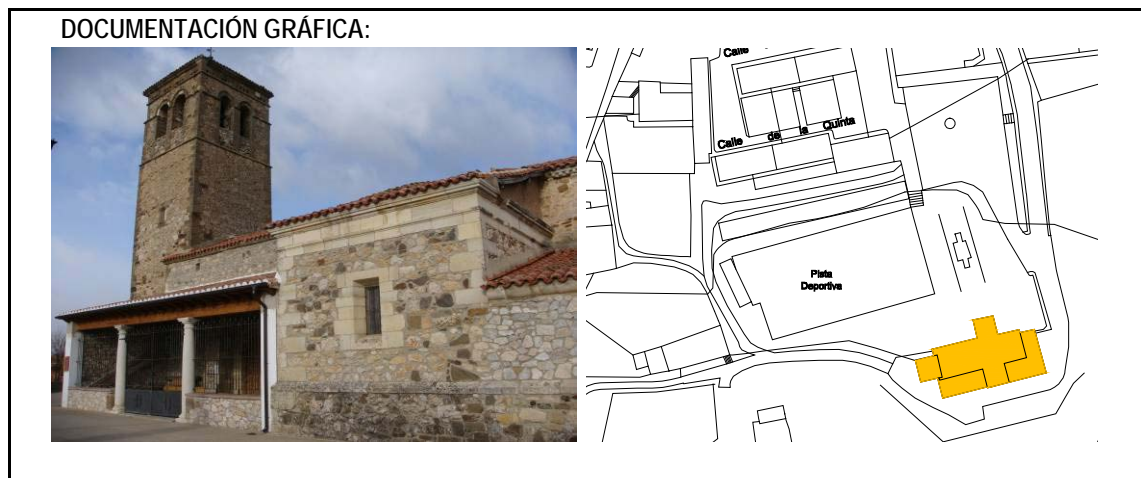 DOCUMENTACIÓN GRÁFICA:
Calle
Calle de la Quinta
Pista
Deportiva